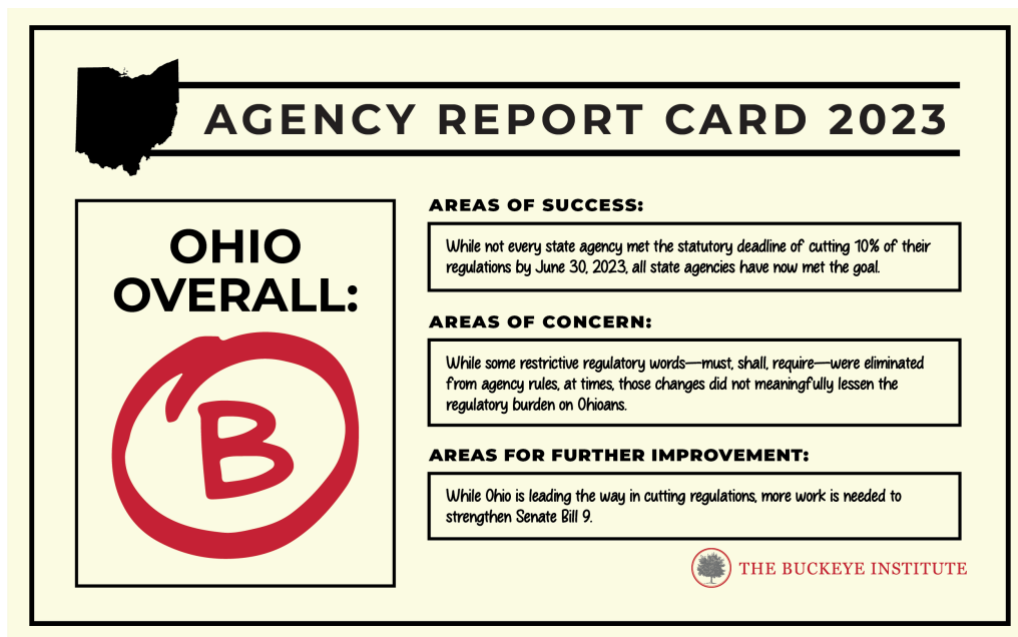 AGENCY REPORT CARD 2023
OHIO
OVERALL:
B
AREAS OF SUCCESS:
While not every state agency met the statutory deadline of cutting 10% of their
regulations by June 30, 2023, all state agencies have now met the goal.
AREAS OF CONCERN:
While some restrictive regulatory words—must, shall, require—were eliminated
from agency rules, at times, those changes did not meaningfully lessen the
regulatory burden on Ohioans.
AREAS FOR FURTHER IMPROVEMENT:
While Ohio is leading the way in cutting regulations, more work is needed to
strengthen Senate Bill 9.
THE BUCKEYE INSTITUTE